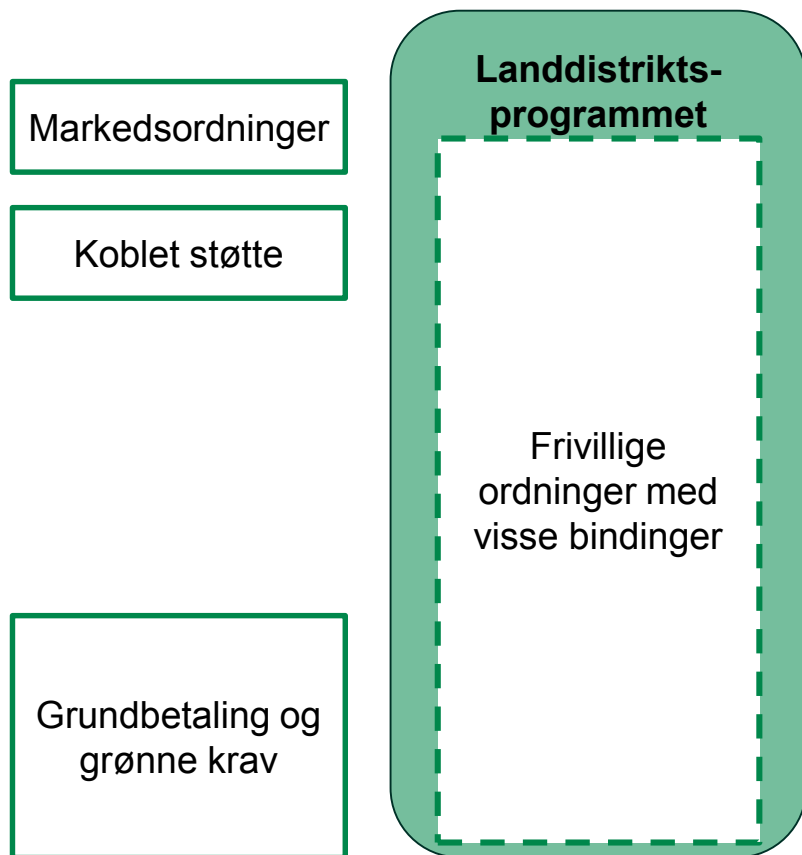 Markedsordninger
Koblet støtte
Grundbetaling og
grønne krav
Landdistrikts-
programmet
Frivillige
ordninger med
visse bindinger